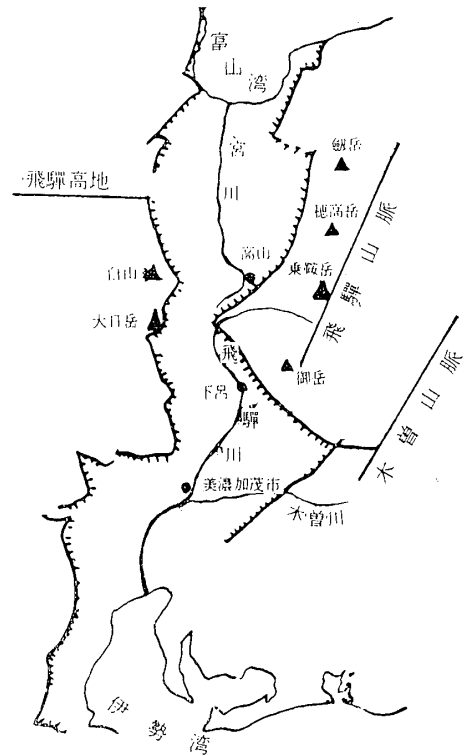 富山湾
宮川
劔岳
穂高岳
飛驒高地
高山
乗鞍岳
飛驒山脈
白山
大日岳
御岳
木曽山脈
下呂
飛驒川
美濃加茂市
木曽川
伊勢湾